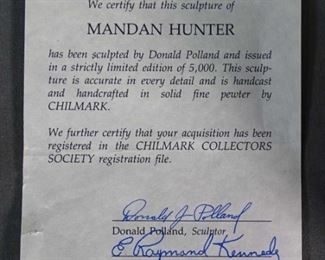 We certify that this sculpture of
MANDAN HUNTER
has been sculpted by Donald Polland and issued
in a strictly limited edition of 5,000. This sculp-
ture is accurate in every detail and is handcast
and handcrafted in solid fine pewter by
CHILMARK.
We further certify that your acquisition has been
registered in the CHILMARK COLLECTORS
SOCIETY registration file.
Donald J Polland
Donald Polland, Sculptor
E Raymond Kennedy